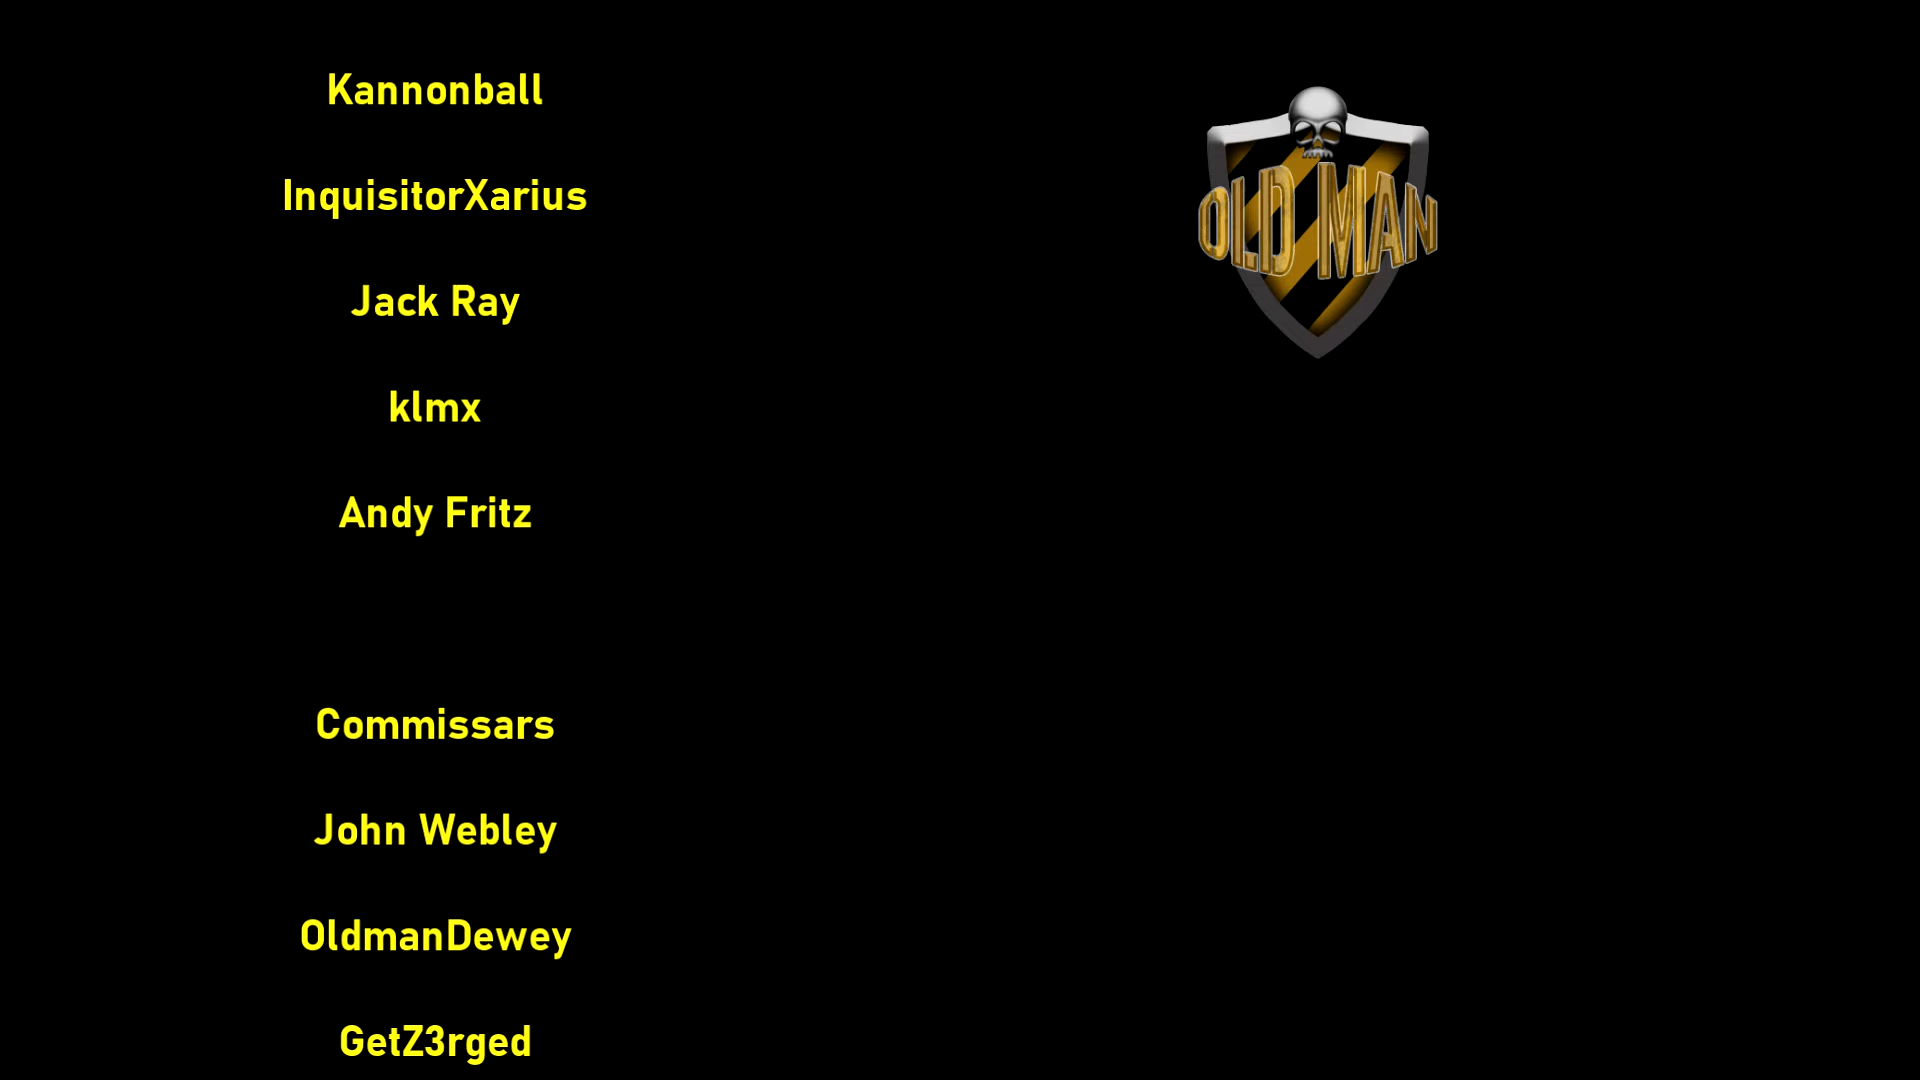 Kannonball
InquisitorXarius
Jack Ray
klmx
Andy Fritz
Commissars
John Webley
OldmanDewey
GetZ3rged
OLD MAN